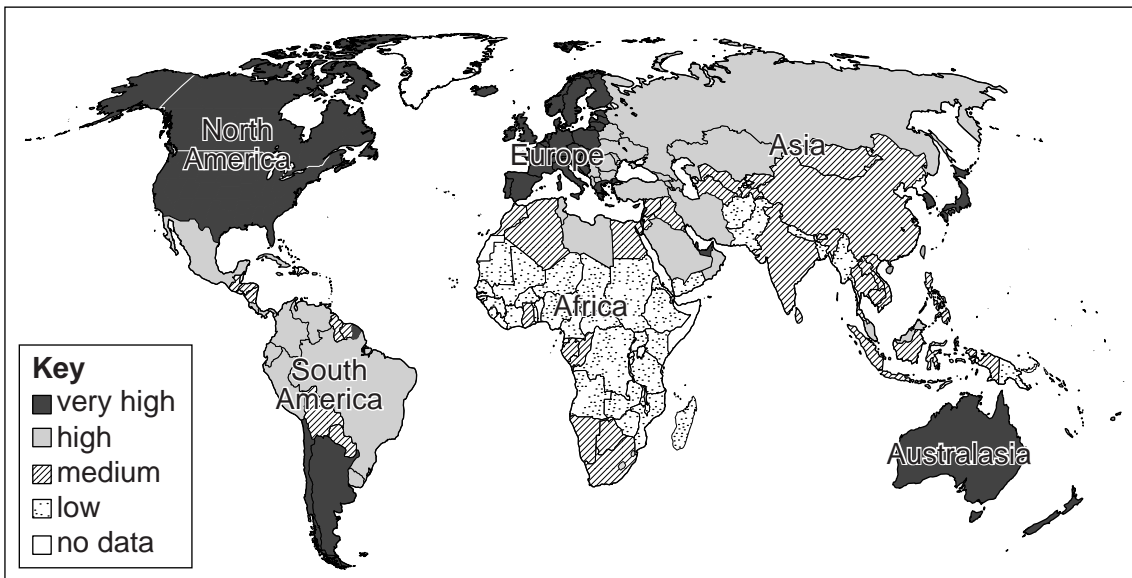 North
America
Europe
Asia
Africa
South
America
Australasia
Key
very high
high
medium
low
no data